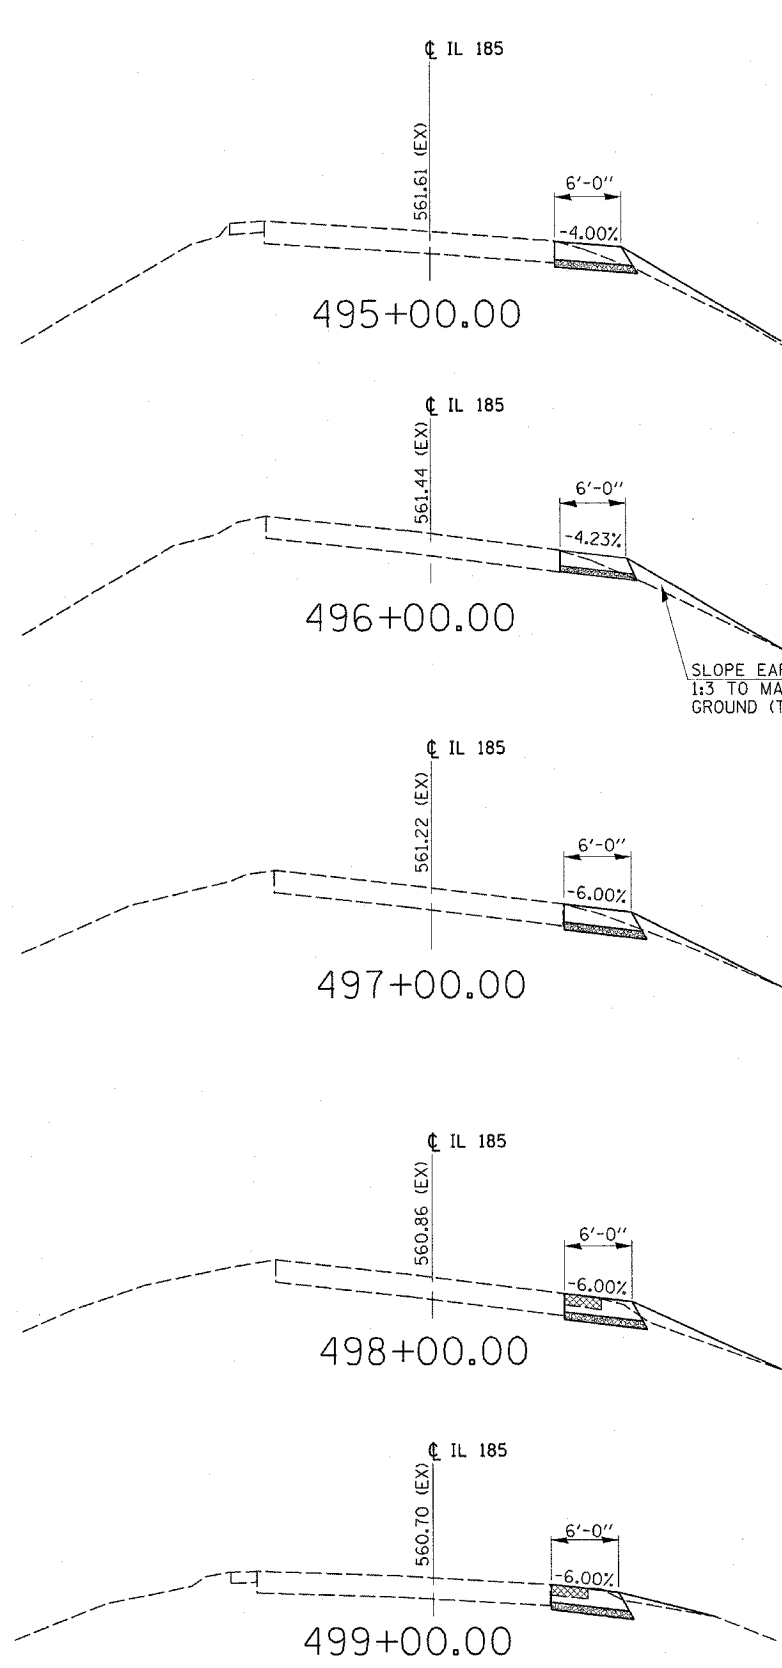 ℄ IL 185
561.61 (EX)
6'-0"
-4.00%
495+00.00
℄ IL 185
561.44 (EX)
6'-0"
-4.23%
496+00.00
SLOPE
1:3 TO
GROUND
℄ IL 185
561.22 (EX)
6'-0"
-6.00%
497+00.00
℄ IL 185
560.86 (EX)
6'-0"
-6.00%
498+00.00
℄ IL 185
560.70 (EX)
6'-0"
-6.00%
499+00.00